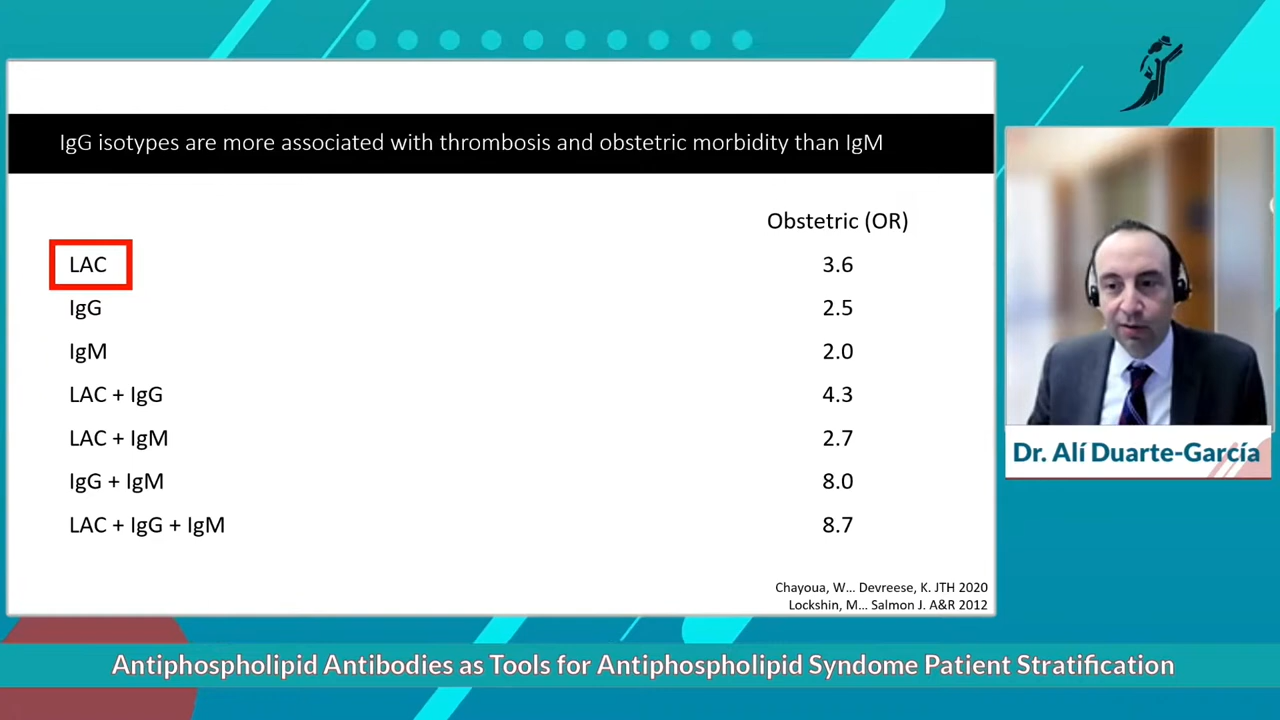 IgG isotypes are more associated with thrombosis and obstetric morbidity than IgM
Obstetric (OR)
LAC 3.6
IgG 2.5
IgM 2.0
LAC + IgG 4.3
LAC + IgM 2.7
IgG + IgM 8.0
LAC + IgG + IgM 8.7
Chayoua, W... Devreese, K. JTH 2020
Lockshin, M... Salmon J. A&R 2012
Dr. Alí Duarte-García
Antiphospholipid Antibodies as Tools for Antiphospholipid Syndome Patient Stratification